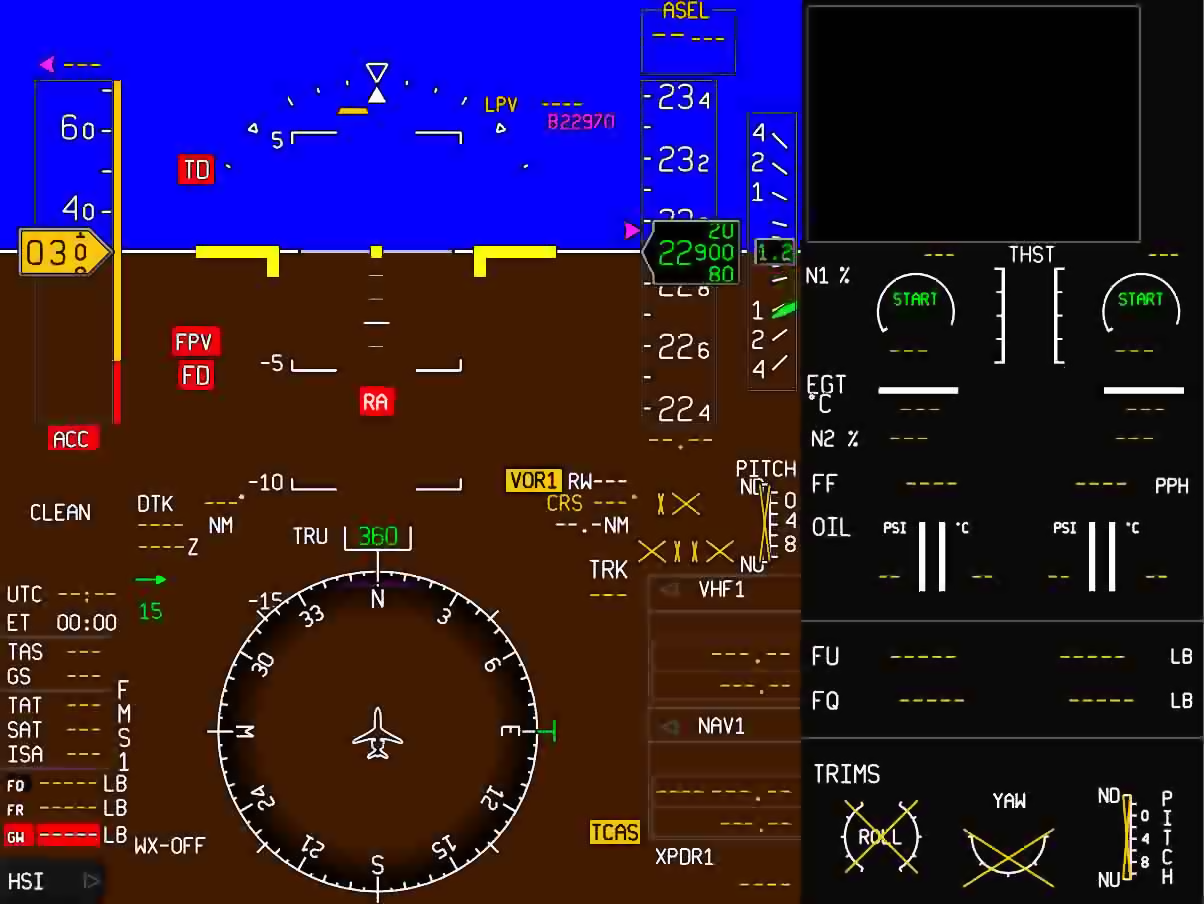 ASEL
-- ---
---
LPV ----
B22970
5
TD
60
40
030
234
232
22900
20
80
228
226
224
4
2
1
1.2
1
2
4
FPV
FD
-5
RA
ACC
--.--
-10
CLEAN
DTK ---°
NM
----
----Z
15
TRU 360
VOR1 RW---
CRS ---°
--.-NM
TRK
---
PITCH
ND
0
4
8
NU
UTC --:--
ET 00:00
TAS ---
GS ---
TAT ---
SAT ---
ISA ---
FMS1
FQ -----LB
FR -----LB
GW -----LB
HSI
WX-OFF
-15
N
3
6
E
12
15
S
21
24
W
30
33
VHF1
---.--
---.--
NAV1
---- ---.--
---.--
TCAS
XPDR1
----
THST
--- ---
N1 %
START START
--- ---
EGT
°C
--- ---
N2 % --- ---
FF ---- ---- PPH
OIL PSI °C PSI °C
-- -- -- --
FU ----- ----- LB
FQ ----- ----- LB
TRIMS
ROLL
YAW
PITCH
ND
0
4
8
NU